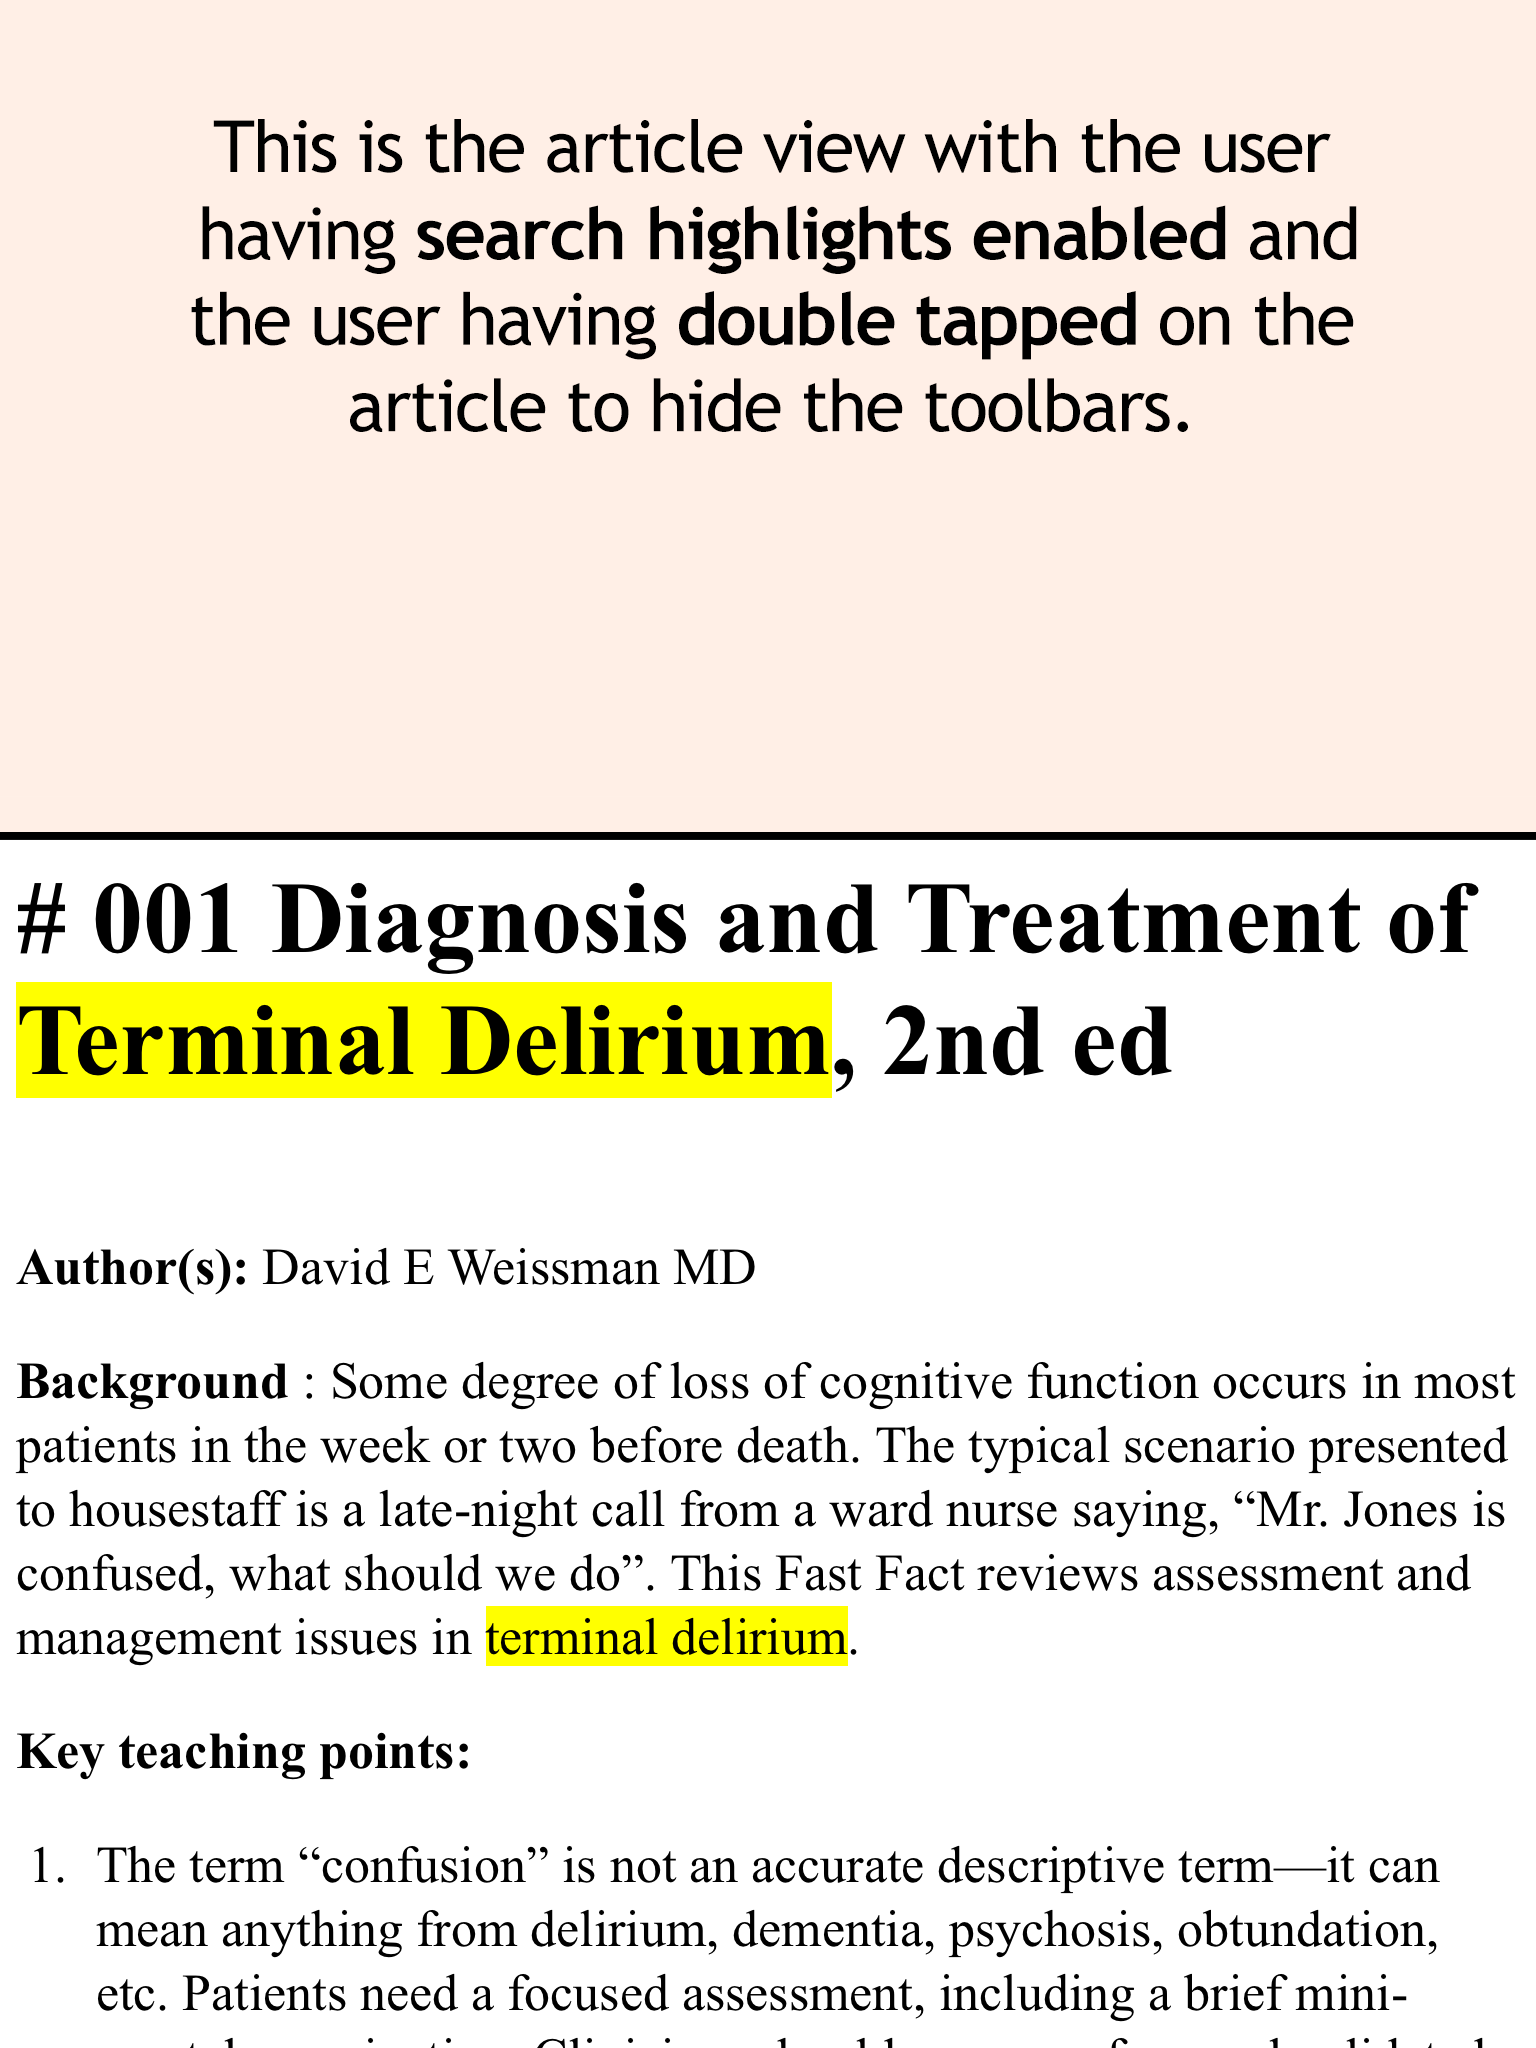 This is the article view with the user
having search highlights enabled and
the user having double tapped on the
article to hide the toolbars.
# 001 Diagnosis and Treatment of
Terminal Delirium, 2nd ed
Author(s): David E Weissman MD
Background : Some degree of loss of cognitive function occurs in most
patients in the week or two before death. The typical scenario presented
to housestaff is a late-night call from a ward nurse saying, “Mr. Jones is
confused, what should we do”. This Fast Fact reviews assessment and
management issues in terminal delirium.
Key teaching points:
1. The term “confusion” is not an accurate descriptive term—it can
mean anything from delirium, dementia, psychosis, obtundation,
etc. Patients need a focused assessment, including a brief mini-